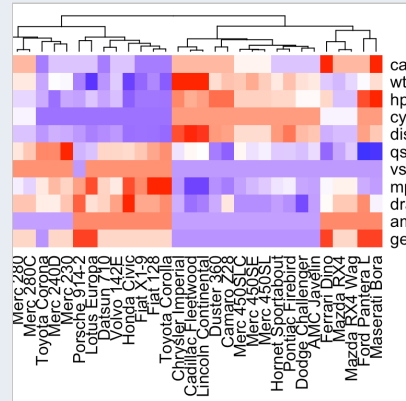 ca
wt
hp
cy
dis
qs
vs
mp
dra
an
ge
Merc 280
Merc 280C
Toyota Corona
Merc 240D
Merc 230
Porsche 914-2
Lotus Europa
Datsun 710
Volvo 142E
Honda Civic
Fiat X1-9
Fiat 128
Toyota Corolla
Chrysler Imperial
Cadillac Fleetwood
Lincoln Continental
Duster 360
Camaro Z28
Merc 450SLC
Merc 450SE
Merc 450SL
Hornet Sportabout
Pontiac Firebird
Dodge Challenger
AMC Javelin
Ferrari Dino
Mazda RX4
Mazda RX4 Wag
Ford Pantera L
Maserati Bora